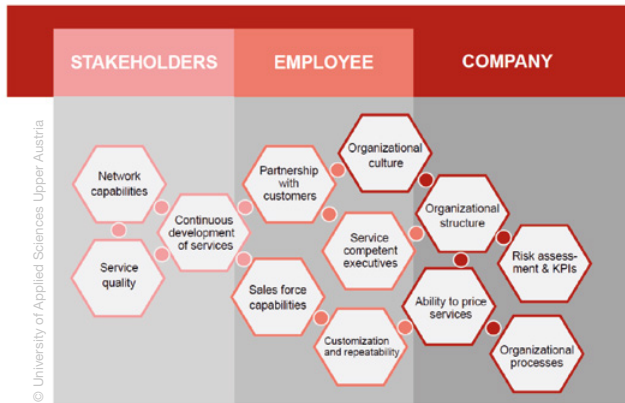 STAKEHOLDERS
EMPLOYEE
COMPANY
© University of Applied Sciences Upper Austria
Network
capabilities
Service
quality
Continuous
development
of services
Partnership
with
customers
Sales force
capabilities
Organizational
culture
Service
competent
executives
Customization
and repeatability
Organizational
structure
Ability to price
services
Risk assess-
ment & KPIs
Organizational
processes